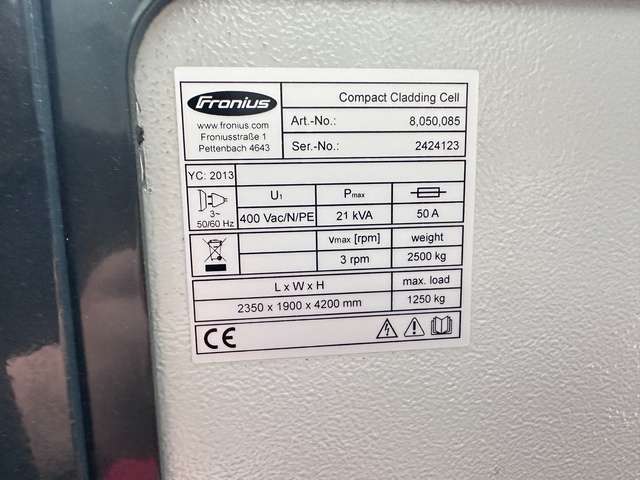 Fronius
www.fronius.com
Froniusstraße 1
Pettenbach 4643
Compact Cladding Cell
Art.-No.: 8,050,085
Ser.-No.: 2424123
YC: 2013
3~
50/60 Hz
U1 Pmax
400 Vac/N/PE 21 kVA 50 A
vmax [rpm] weight
3 rpm 2500 kg
L x W x H max. load
2350 x 1900 x 4200 mm 1250 kg
CE